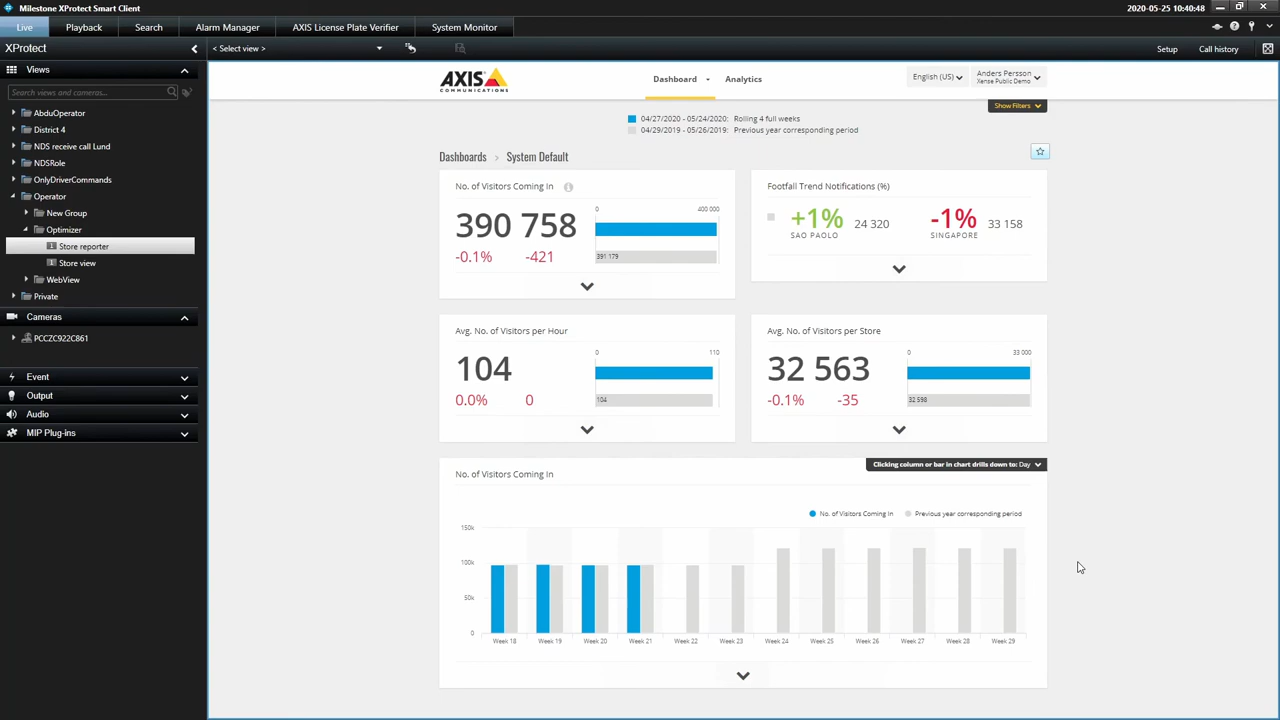 Milestone XProtect Smart Client
2020-05-25 10:40:48
Live
Playback
Search
Alarm Manager
AXIS License Plate Verifier
System Monitor
XProtect
< Select view >
Setup
Call history
Views
Search views and cameras...
AbduOperator
District 4
NDS receive call Lund
NDSRole
OnlyDriverCommands
Operator
New Group
Optimizer
Store reporter
Store view
WebView
Private
Cameras
PCCZC922C861
Event
Output
Audio
MIP Plug-ins
AXIS
COMMUNICATIONS
Dashboard
Analytics
English (US)
Anders Persson
Xense Public Demo
Show Filters
04/27/2020 - 05/24/2020: Rolling 4 full weeks
04/29/2019 - 05/26/2019: Previous year corresponding period
Dashboards > System Default
No. of Visitors Coming In
390 758
-0.1% -421
0 400 000
391 179
Footfall Trend Notifications (%)
+1% 24 320
SAO PAOLO
-1% 33 158
SINGAPORE
Avg. No. of Visitors per Hour
104
0.0% 0
0 110
104
Avg. No. of Visitors per Store
32 563
-0.1% -35
0 33 000
32 598
Clicking column or bar in chart drills down to: Day
No. of Visitors Coming In
No. of Visitors Coming In
Previous year corresponding period
150k
100k
50k
0
Week 18 Week 19 Week 20 Week 21 Week 22 Week 23 Week 24 Week 25 Week 26 Week 27 Week 28 Week 29